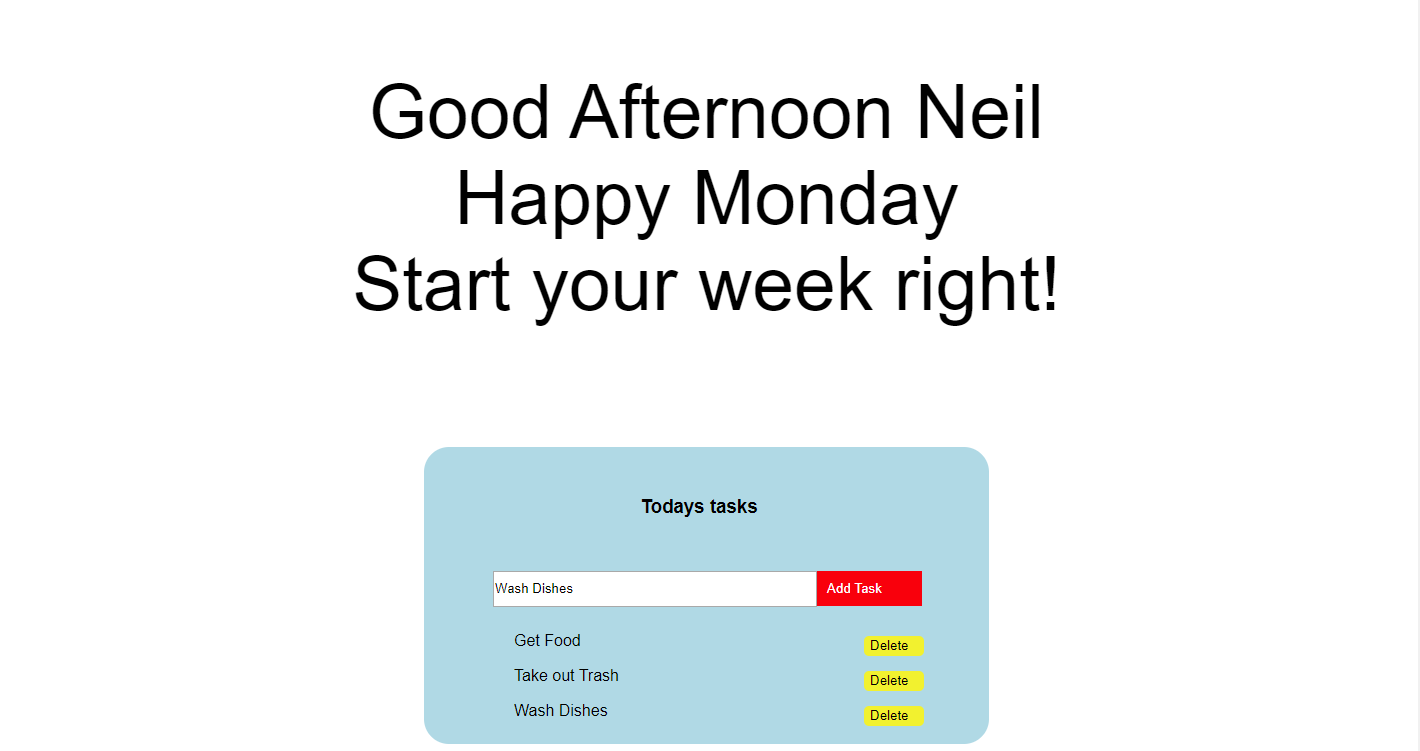 Good Afternoon Neil
Happy Monday
Start your week right!
Todays tasks
Wash Dishes Add Task
Get Food Delete
Take out Trash Delete
Wash Dishes Delete